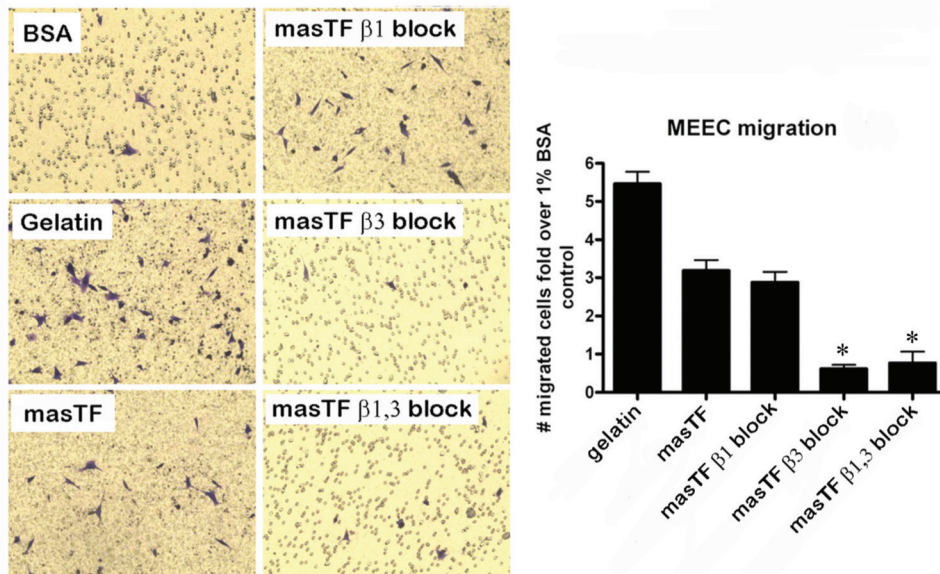 BSA
masTF β1 block
Gelatin
masTF β3 block
masTF
masTF β1,3 block
MEEC migration
# migrated cells fold over 1% BSA
control
6
5
4
3
2
1
0
*
*
gelatin
masTF
masTF β1 block
masTF β3 block
masTF β1,3 block